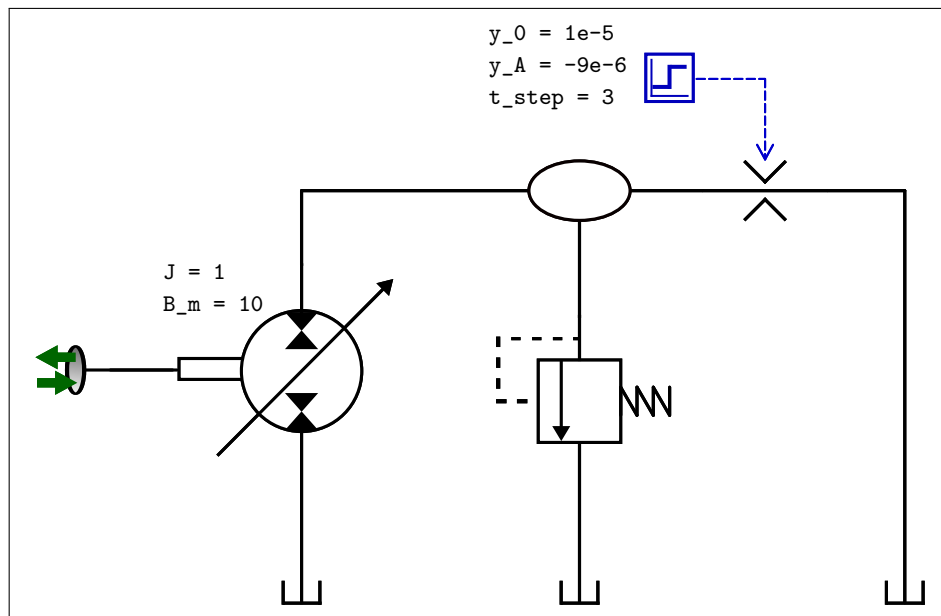 y_0 = 1e-5
y_A = -9e-6
t_step = 3
J = 1
B_m = 10